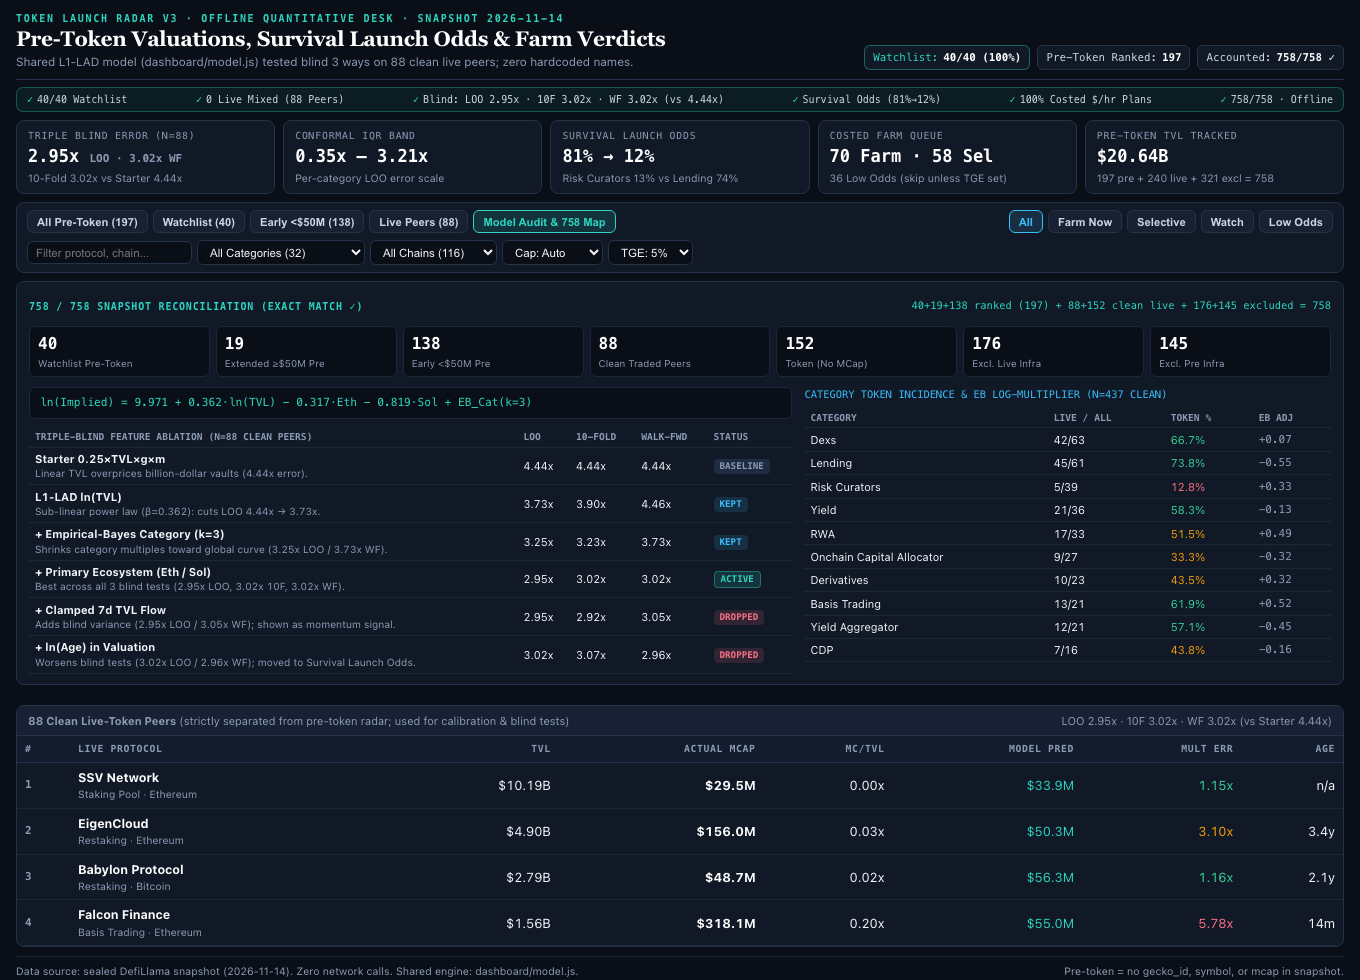 TOKEN LAUNCH RADAR V3 · OFFLINE QUANTITATIVE DESK · SNAPSHOT 2026-11-14
Pre-Token Valuations, Survival Launch Odds & Farm Verdicts
Shared L1-LAD model (dashboard/model.js) tested blind 3 ways on 88 clean live peers; zero hardcoded names.
Watchlist: 40/40 (100%)
Pre-Token Ranked: 197
Accounted: 758/758 ✓
✓ 40/40 Watchlist
✓ 0 Live Mixed (88 Peers)
✓ Blind: LOO 2.95x · 10F 3.02x · WF 3.02x (vs 4.44x)
✓ Survival Odds (81%→12%)
✓ 100% Costed $/hr Plans
✓ 758/758 · Offline
TRIPLE BLIND ERROR (N=88)
2.95x LOO · 3.02x WF
10-Fold 3.02x vs Starter 4.44x
CONFORMAL IQR BAND
0.35x – 3.21x
Per-category LOO error scale
SURVIVAL LAUNCH ODDS
81% → 12%
Risk Curators 13% vs Lending 74%
COSTED FARM QUEUE
70 Farm · 58 Sel
36 Low Odds (skip unless TGE set)
PRE-TOKEN TVL TRACKED
$20.64B
197 pre + 240 live + 321 excl = 758
All Pre-Token (197)
Watchlist (40)
Early <$50M (138)
Live Peers (88)
Model Audit & 758 Map
All
Farm Now
Selective
Watch
Low Odds
Filter protocol, chain...
All Categories (32)
All Chains (116)
Cap: Auto
TGE: 5%
758 / 758 SNAPSHOT RECONCILIATION (EXACT MATCH ✓)
40+19+138 ranked (197) + 88+152 clean live + 176+145 excluded = 758
40
Watchlist Pre-Token
19
Extended ≥$50M Pre
138
Early <$50M Pre
88
Clean Traded Peers
152
Token (No MCap)
176
Excl. Live Infra
145
Excl. Pre Infra
ln(Implied) = 9.971 + 0.362·ln(TVL) − 0.317·Eth − 0.819·Sol + EB_Cat(k=3)
TRIPLE-BLIND FEATURE ABLATION (N=88 CLEAN PEERS) LOO 10-FOLD WALK-FWD STATUS
Starter 0.25×TVL×g×m
Linear TVL overprices billion-dollar vaults (4.44x error).
4.44x 4.44x 4.44x BASELINE
L1-LAD ln(TVL)
Sub-linear power law (β=0.362): cuts LOO 4.44x → 3.73x.
3.73x 3.90x 4.46x KEPT
+ Empirical-Bayes Category (k=3)
Shrinks category multiples toward global curve (3.25x LOO / 3.73x WF).
3.25x 3.23x 3.73x KEPT
+ Primary Ecosystem (Eth / Sol)
Best across all 3 blind tests (2.95x LOO, 3.02x 10F, 3.02x WF).
2.95x 3.02x 3.02x ACTIVE
+ Clamped 7d TVL Flow
Adds blind variance (2.95x LOO / 3.05x WF); shown as momentum signal.
2.95x 2.92x 3.05x DROPPED
+ ln(Age) in Valuation
Worsens blind tests (3.02x LOO / 2.96x WF); moved to Survival Launch Odds.
3.02x 3.07x 2.96x DROPPED
CATEGORY TOKEN INCIDENCE & EB LOG−MULTIPLIER (N=437 CLEAN)
CATEGORY LIVE / ALL TOKEN % EB ADJ
Dexs 42/63 66.7% +0.07
Lending 45/61 73.8% −0.55
Risk Curators 5/39 12.8% +0.33
Yield 21/36 58.3% −0.13
RWA 17/33 51.5% +0.49
Onchain Capital Allocator 9/27 33.3% −0.32
Derivatives 10/23 43.5% +0.32
Basis Trading 13/21 61.9% +0.52
Yield Aggregator 12/21 57.1% −0.45
CDP 7/16 43.8% −0.16
88 Clean Live-Token Peers (strictly separated from pre-token radar; used for calibration & blind tests)
LOO 2.95x · 10F 3.02x · WF 3.02x (vs Starter 4.44x)
# LIVE PROTOCOL TVL ACTUAL MCAP MC/TVL MODEL PRED MULT ERR AGE
1 SSV Network $10.19B $29.5M 0.00x $33.9M 1.15x n/a
Staking Pool · Ethereum
2 EigenCloud $4.90B $156.0M 0.03x $50.3M 3.10x 3.4y
Restaking · Ethereum
3 Babylon Protocol $2.79B $48.7M 0.02x $56.3M 1.16x 2.1y
Restaking · Bitcoin
4 Falcon Finance $1.56B $318.1M 0.20x $55.0M 5.78x 14m
Basis Trading · Ethereum
Data source: sealed DefiLlama snapshot (2026-11-14). Zero network calls. Shared engine: dashboard/model.js.
Pre-token = no gecko_id, symbol, or mcap in snapshot.